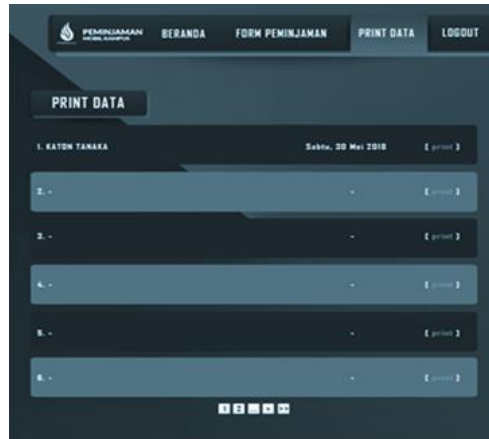 PEMINJAMAN
MOBIL KAMPUS
BERANDA
FORM PEMINJAMAN
PRINT DATA
LOGOUT
PRINT DATA
1. KATON TANAKA Sabtu, 30 Mei 2018 [ print ]
2. - - [ print ]
3. - - [ print ]
4. - - [ print ]
5. - - [ print ]
6. - - [ print ]
1 2 ... > >>